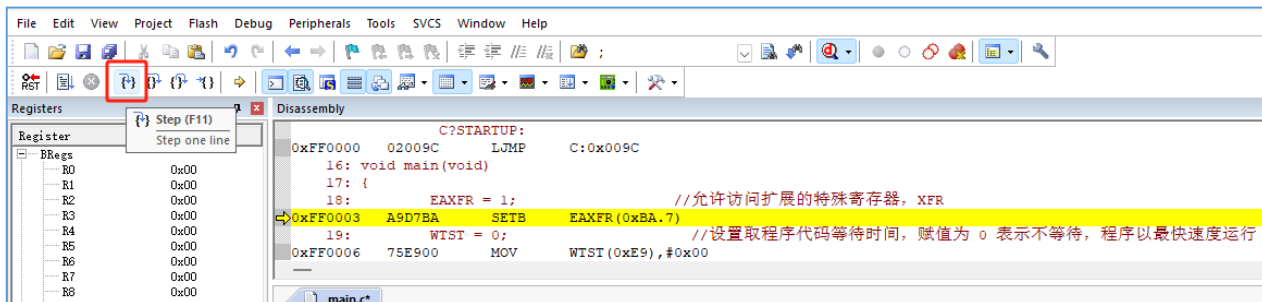 File Edit View Project Flash Debug Peripherals Tools SVCS Window Help
RST
Registers
Disassembly
Step (F11)
Step one line
Register
BRegs
R0 0x00
R1 0x00
R2 0x00
R3 0x00
R4 0x00
R5 0x00
R6 0x00
R7 0x00
R8 0x00
C?STARTUP:
0xFF0000 02009C LJMP C:0x009C
16: void main(void)
17: {
18: EAXFR = 1; //允许访问扩展的特殊寄存器，XFR
0xFF0003 A9D7BA SETB EAXFR(0xBA.7)
19: WTST = 0; //设置取程序代码等待时间，赋值为 0 表示不等待，程序以最快速度运行
0xFF0006 75E900 MOV WTST(0xE9),#0x00
main.c*